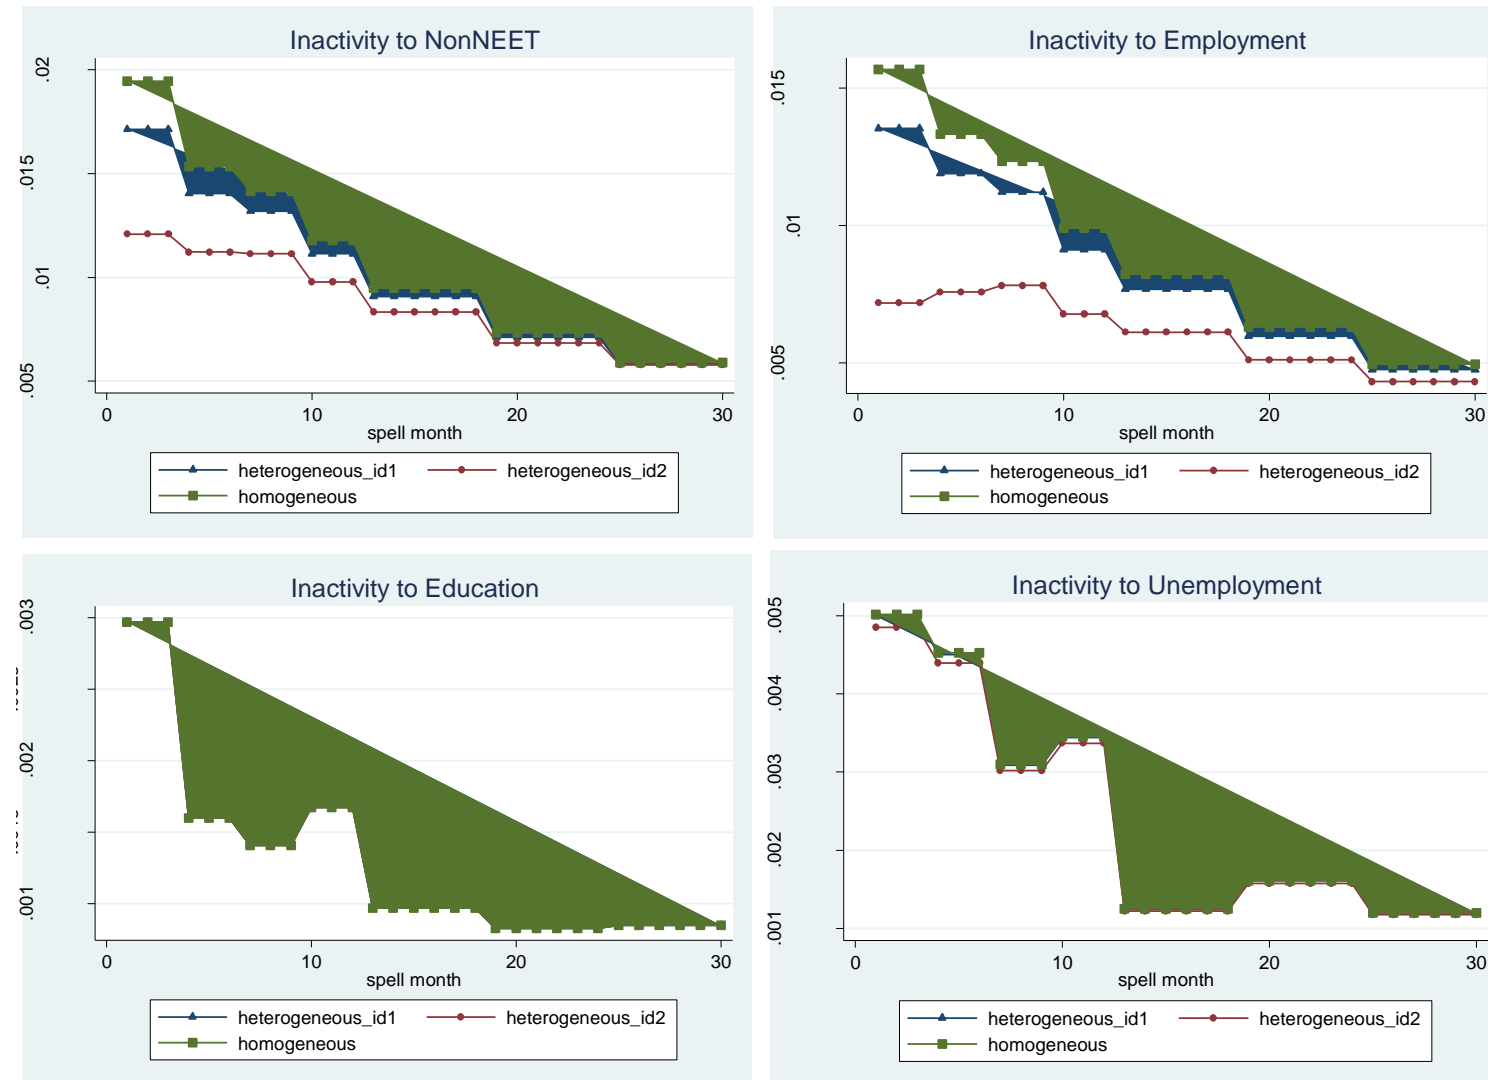 Inactivity to NonNEET
.02
.015
.01
.005
0 10 20 30
spell month
heterogeneous_id1 heterogeneous_id2
homogeneous
Inactivity to Employment
.015
.01
.005
0 10 20 30
spell month
heterogeneous_id1 heterogeneous_id2
homogeneous
Inactivity to Education
.003
.002
.001
0 10 20 30
spell month
heterogeneous_id1 heterogeneous_id2
homogeneous
Inactivity to Unemployment
.005
.004
.003
.002
.001
0 10 20 30
spell month
heterogeneous_id1 heterogeneous_id2
homogeneous